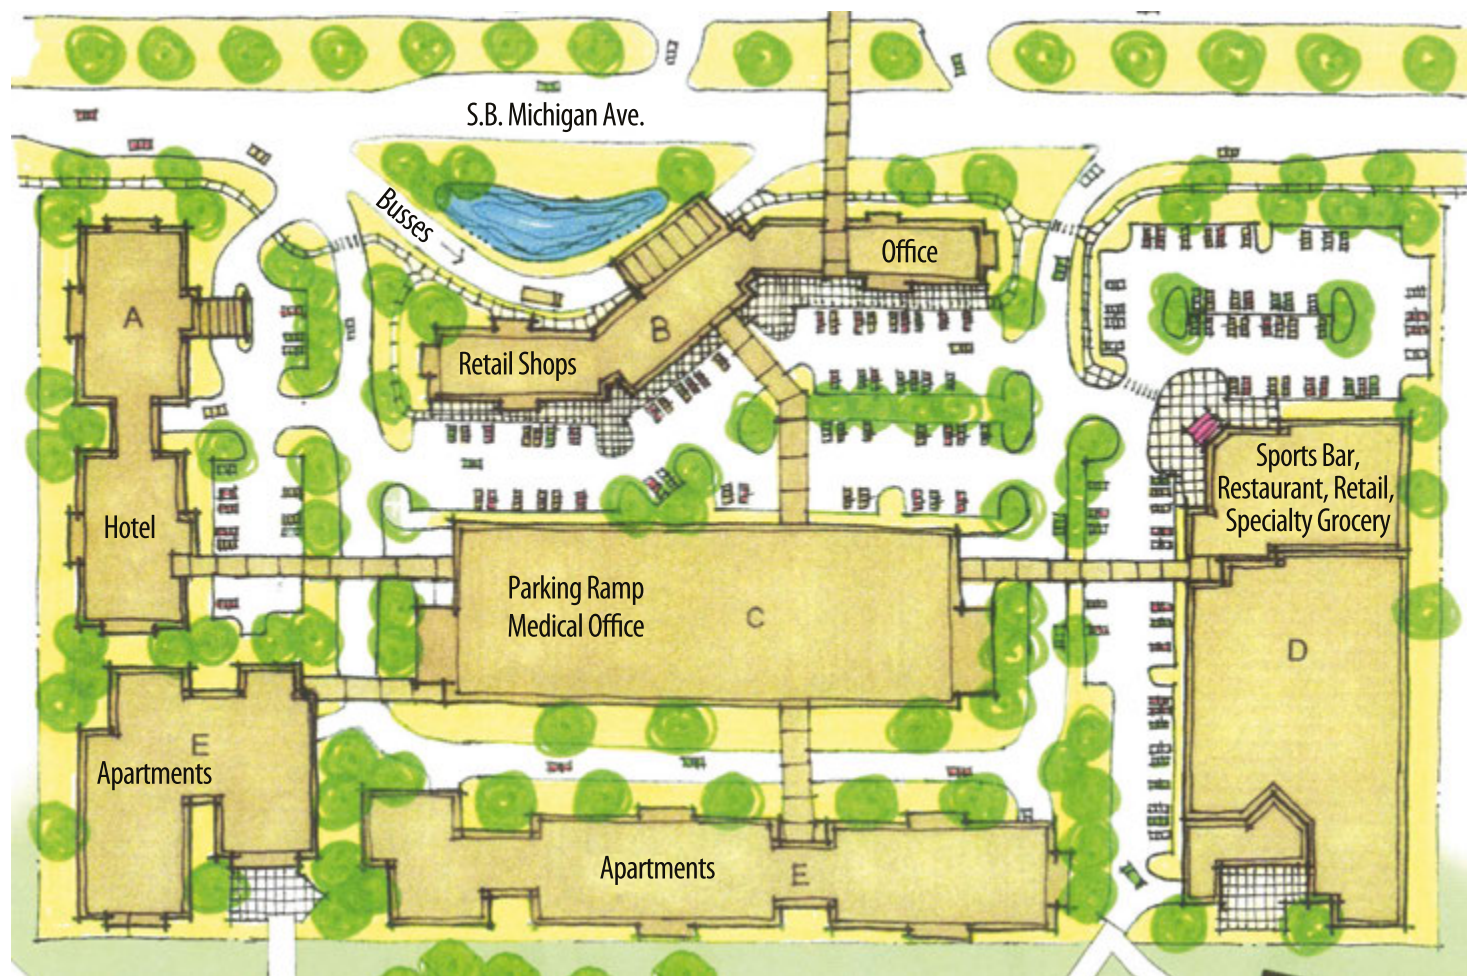 S.B. Michigan Ave.
Busses
Office
A
B
Retail Shops
Sports Bar,
Restaurant, Retail,
Specialty Grocery
Hotel
Parking Ramp
Medical Office
C
D
E
Apartments
Apartments
E